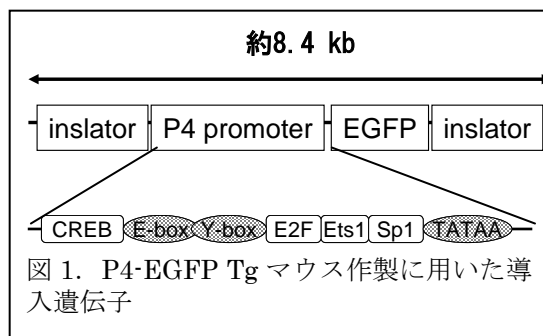 約8.4 kb
inslator P4 promoter EGFP inslator
CREB E-box Y-box E2F Ets1 Sp1 TATAA
図 1. P4-EGFP Tg マウス作製に用いた導
入遺伝子